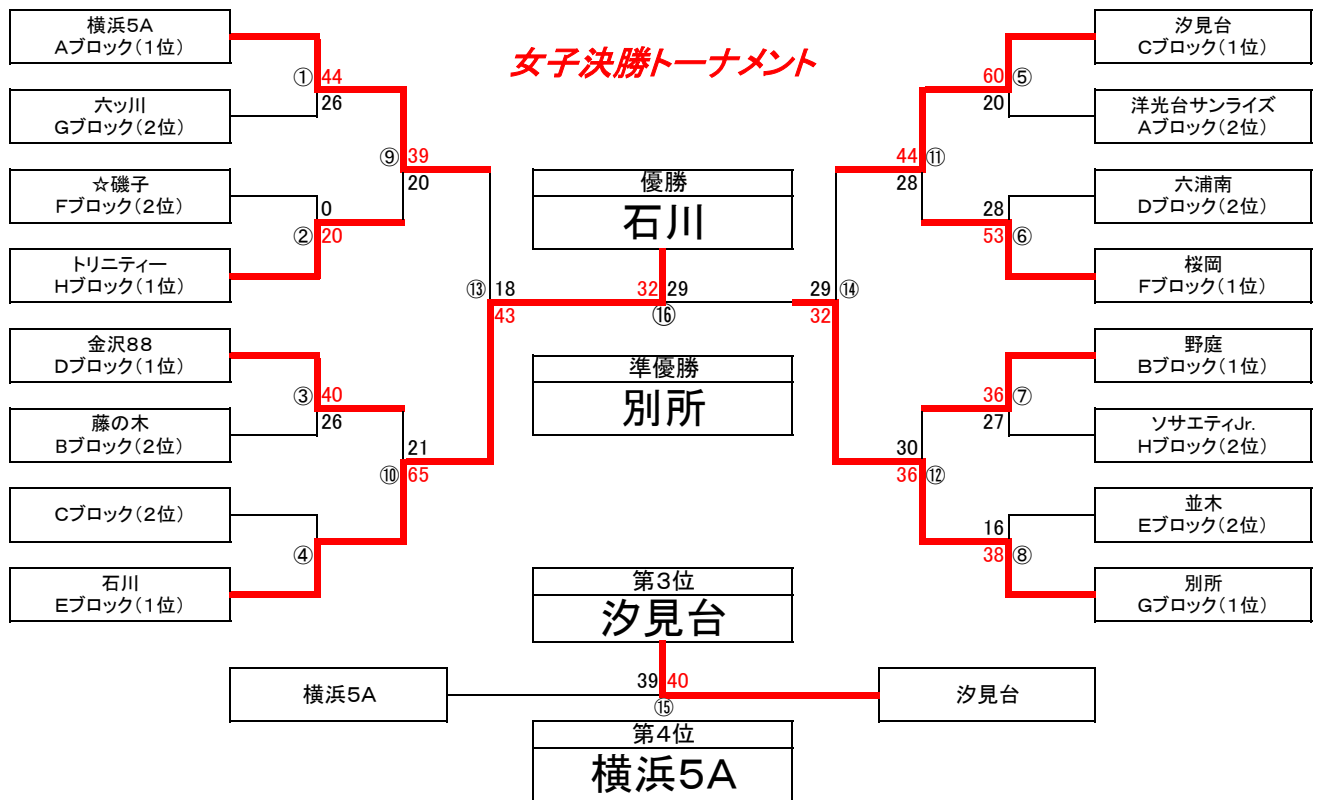 女子決勝トーナメント
横浜5A
Aブロック(1位)
① 44
26
六ッ川
Gブロック(2位)
⑨ 39
20
☆磯子
Fブロック(2位)
0
② 20
トリニティー
Hブロック(1位)
⑬ 18
43
金沢88
Dブロック(1位)
③ 40
26
藤の木
Bブロック(2位)
21
⑩ 65
Cブロック(2位)
④
石川
Eブロック(1位)
優勝
石川
32 29
⑯
準優勝
別所
汐見台
Cブロック(1位)
60 ⑤
20
洋光台サンライズ
Aブロック(2位)
44 ⑪
28
六浦南
Dブロック(2位)
28
53 ⑥
桜岡
Fブロック(1位)
29 ⑭
32
野庭
Bブロック(1位)
36 ⑦
27
ソサエティJr.
Hブロック(2位)
30
36 ⑫
並木
Eブロック(2位)
16
38 ⑧
別所
Gブロック(1位)
第3位
汐見台
横浜5A
39 40
⑮
汐見台
第4位
横浜5A